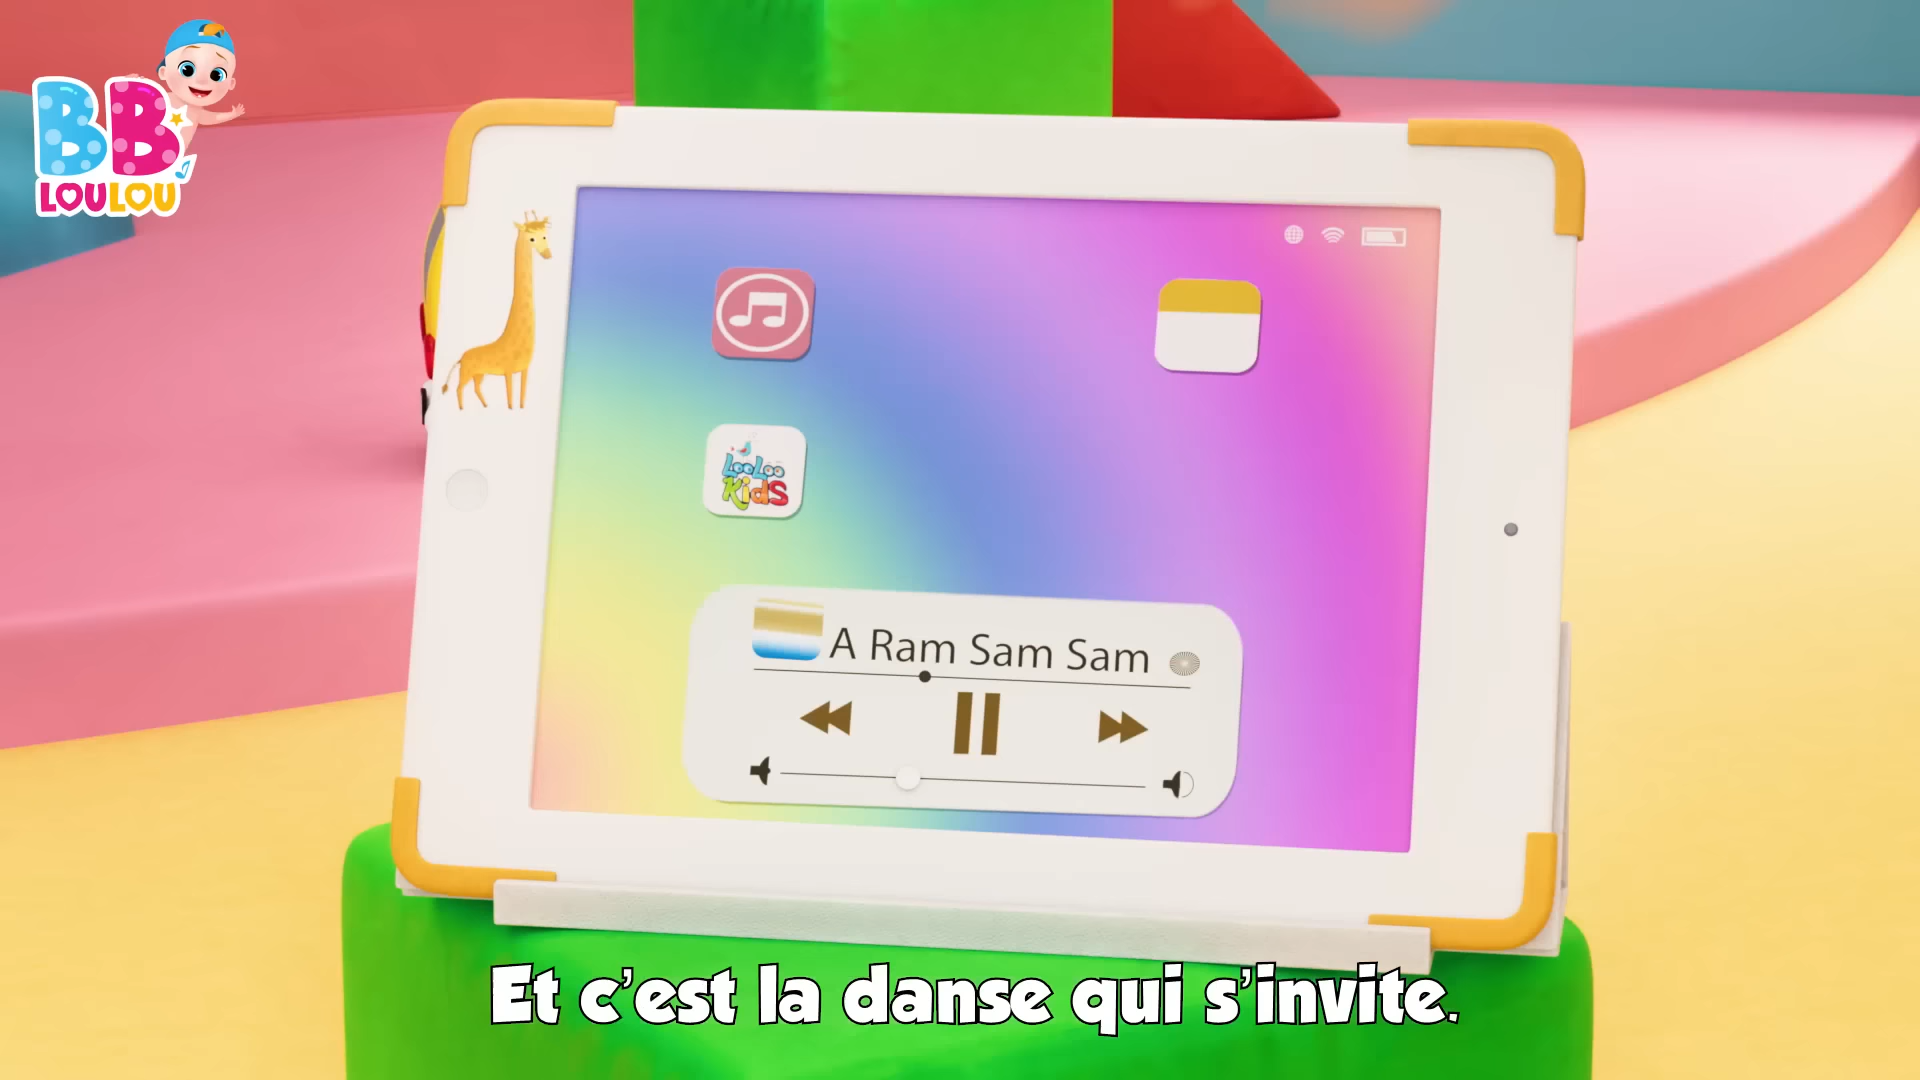 BB
LOULOU
LooLoo
Kids
A Ram Sam Sam
Et c'est la danse qui s'invite.